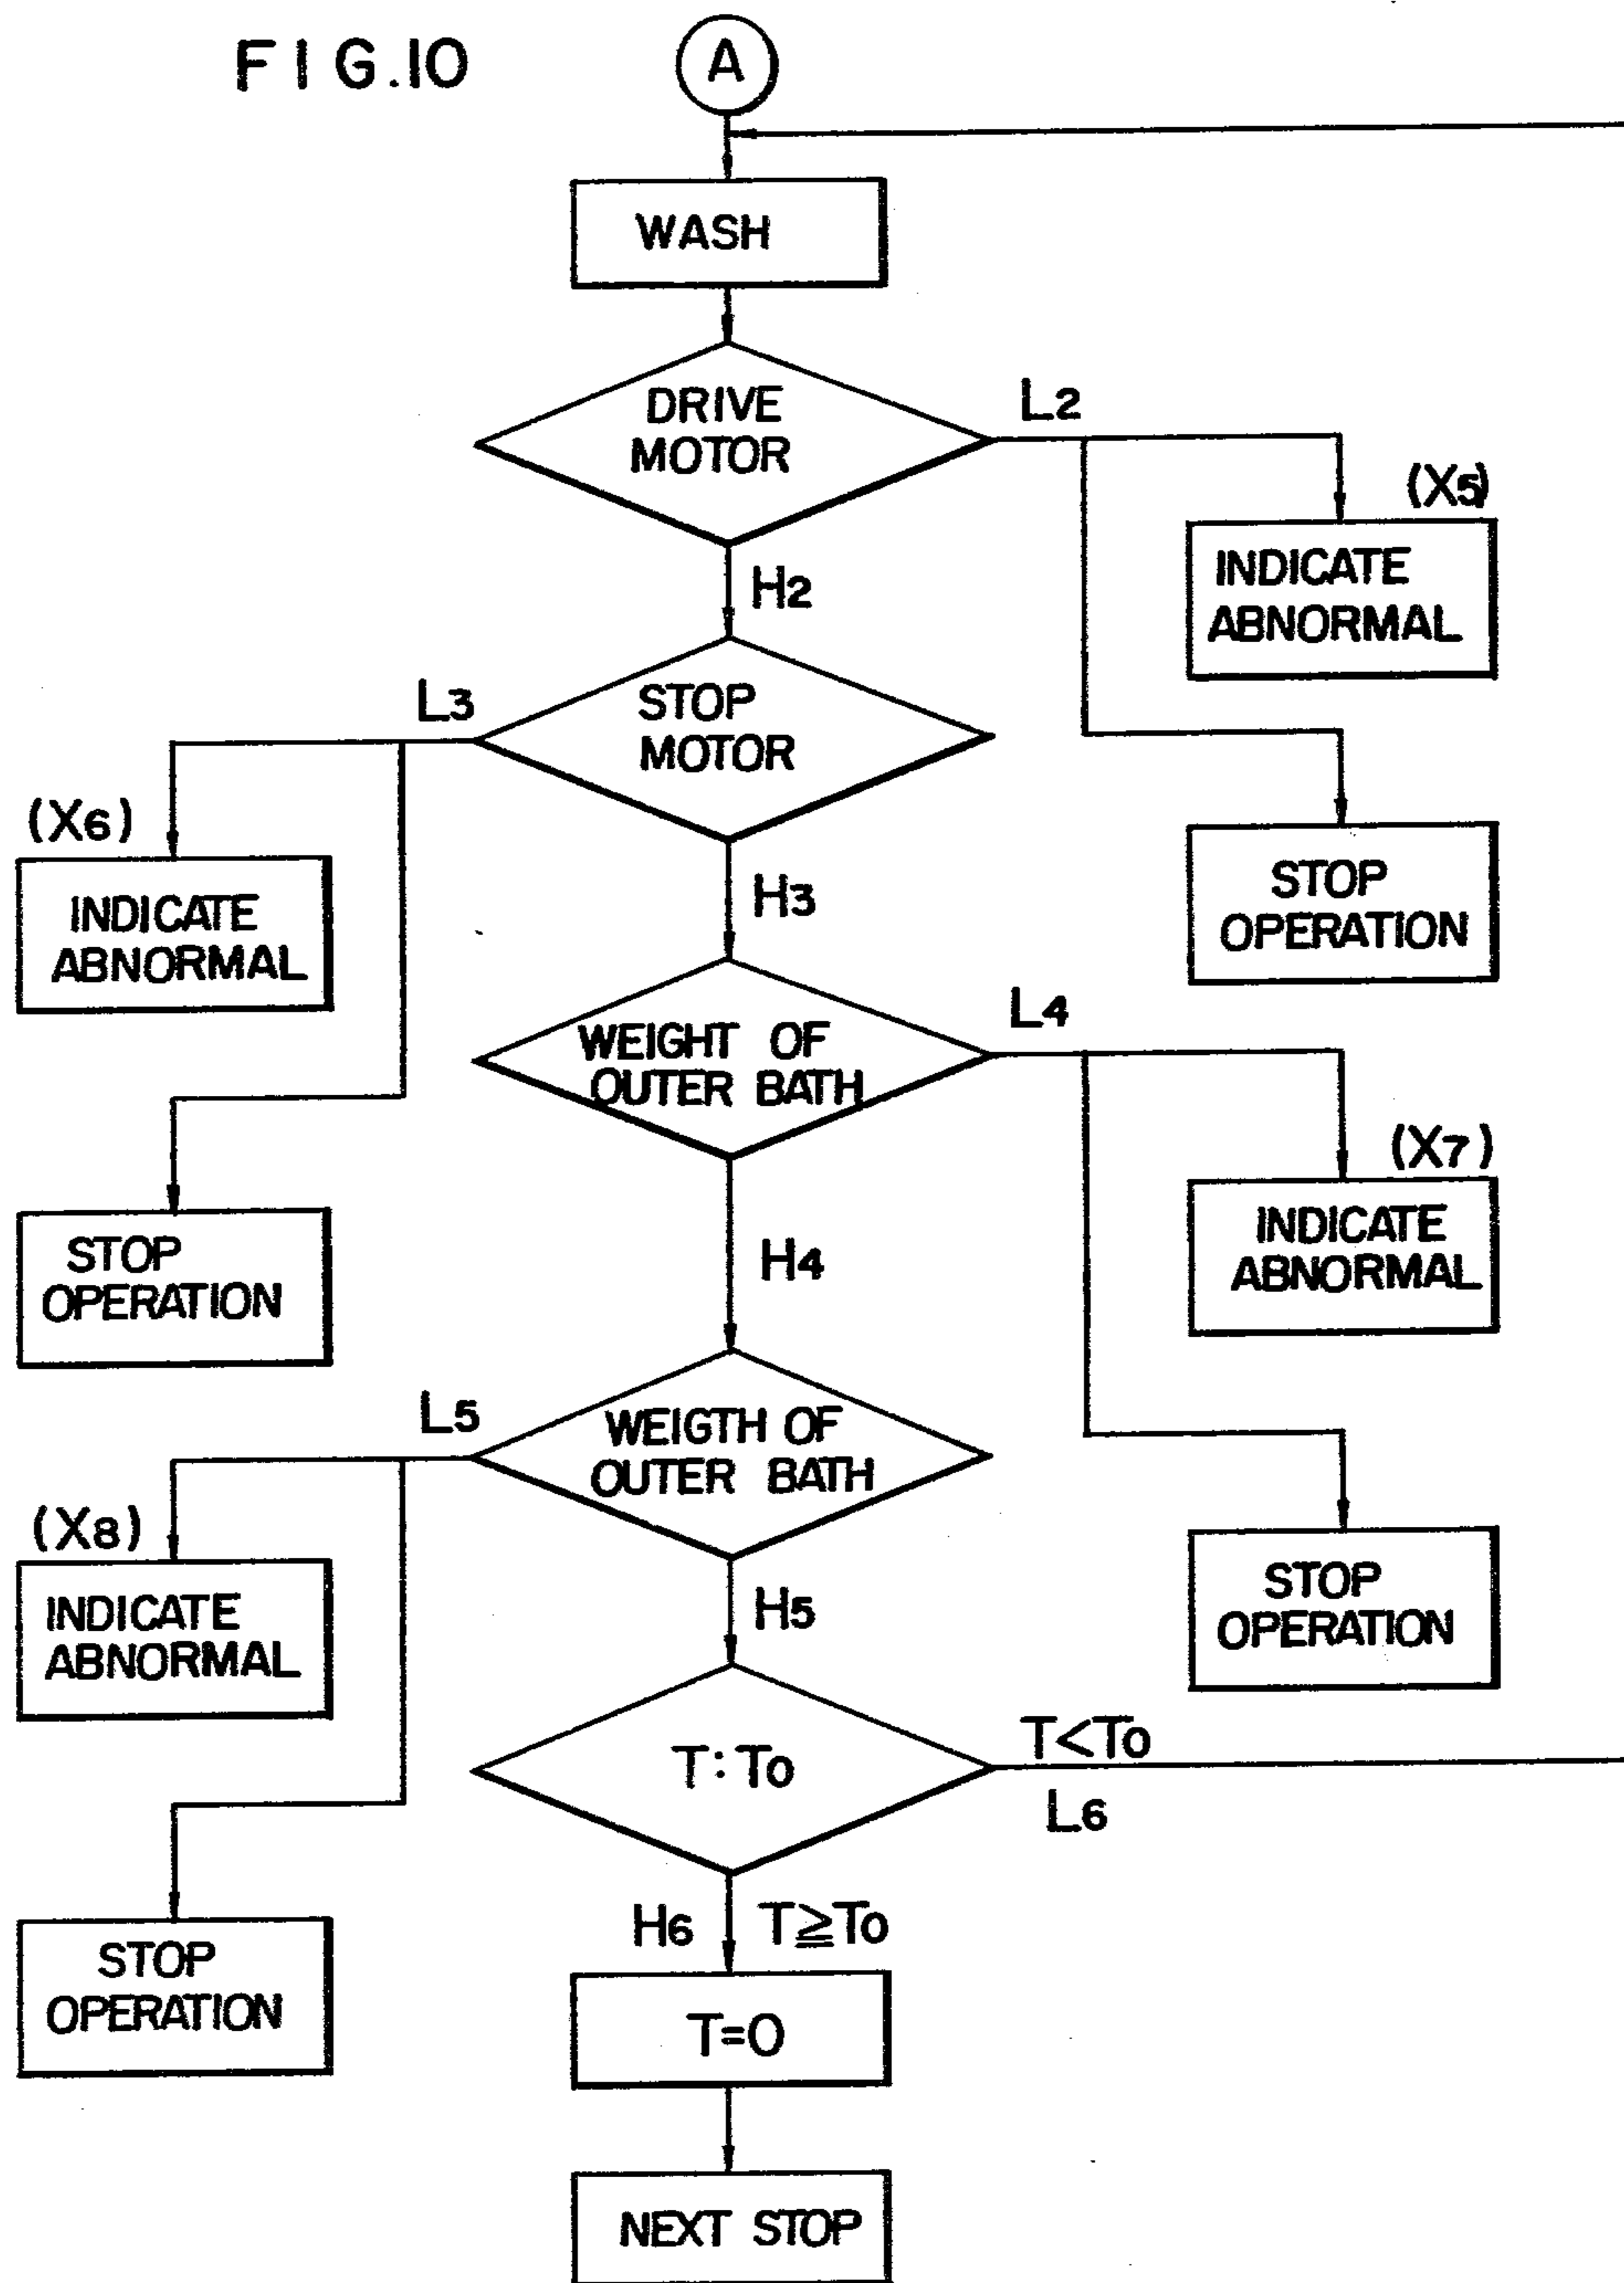 FIG.10
A
WASH
DRIVE
MOTOR
L2
(X5)
INDICATE
ABNORMAL
H2
STOP
MOTOR
L3
(X6)
INDICATE
ABNORMAL
STOP
OPERATION
H3
WEIGHT OF
OUTER BATH
L4
(X7)
INDICATE
ABNORMAL
STOP
OPERATION
H4
WEIGTH OF
OUTER BATH
L5
(X8)
INDICATE
ABNORMAL
STOP
OPERATION
H5
T:To
T<To
L6
STOP
OPERATION
H6 T≧To
T=0
NEXT STOP